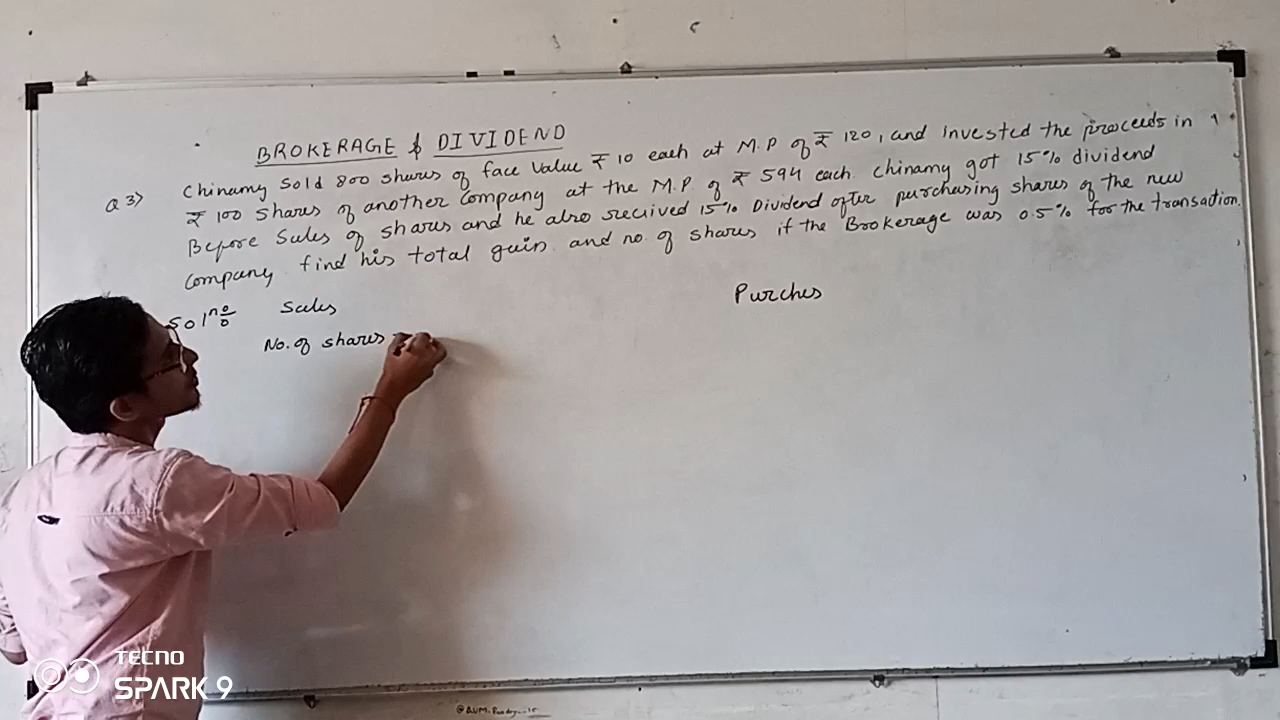 BROKERAGE & DIVIDEND
Q 3) Chinamy Sold 800 shares of face value ₹ 10 each at M.P of ₹ 120, and invested the proceeds in
₹ 100 shares of another company at the M.P. of ₹ 594 each. Chinamy got 15% dividend
Before Sales of shares and he also received 15% Dividend after purchasing shares of the new
company find his total gain and no. of shares if the Brokerage was 0.5% for the transaction.
Solⁿ Sales Purches
No. of shares =
TECNO
SPARK 9